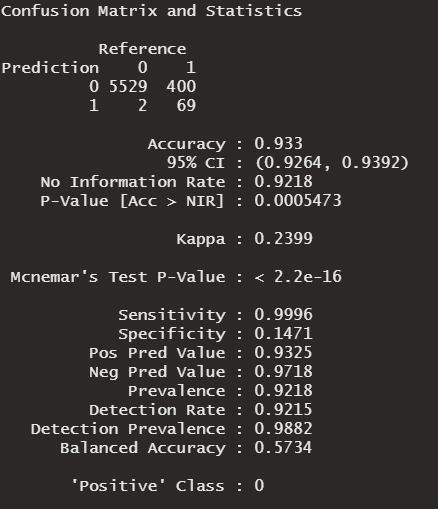 Confusion Matrix and Statistics
Reference
Prediction 0 1
0 5529 400
1 2 69
Accuracy : 0.933
95% CI : (0.9264, 0.9392)
No Information Rate : 0.9218
P-Value [Acc > NIR] : 0.0005473
Kappa : 0.2399
Mcnemar's Test P-Value : < 2.2e-16
Sensitivity : 0.9996
Specificity : 0.1471
Pos Pred Value : 0.9325
Neg Pred Value : 0.9718
Prevalence : 0.9218
Detection Rate : 0.9215
Detection Prevalence : 0.9882
Balanced Accuracy : 0.5734
'Positive' Class : 0